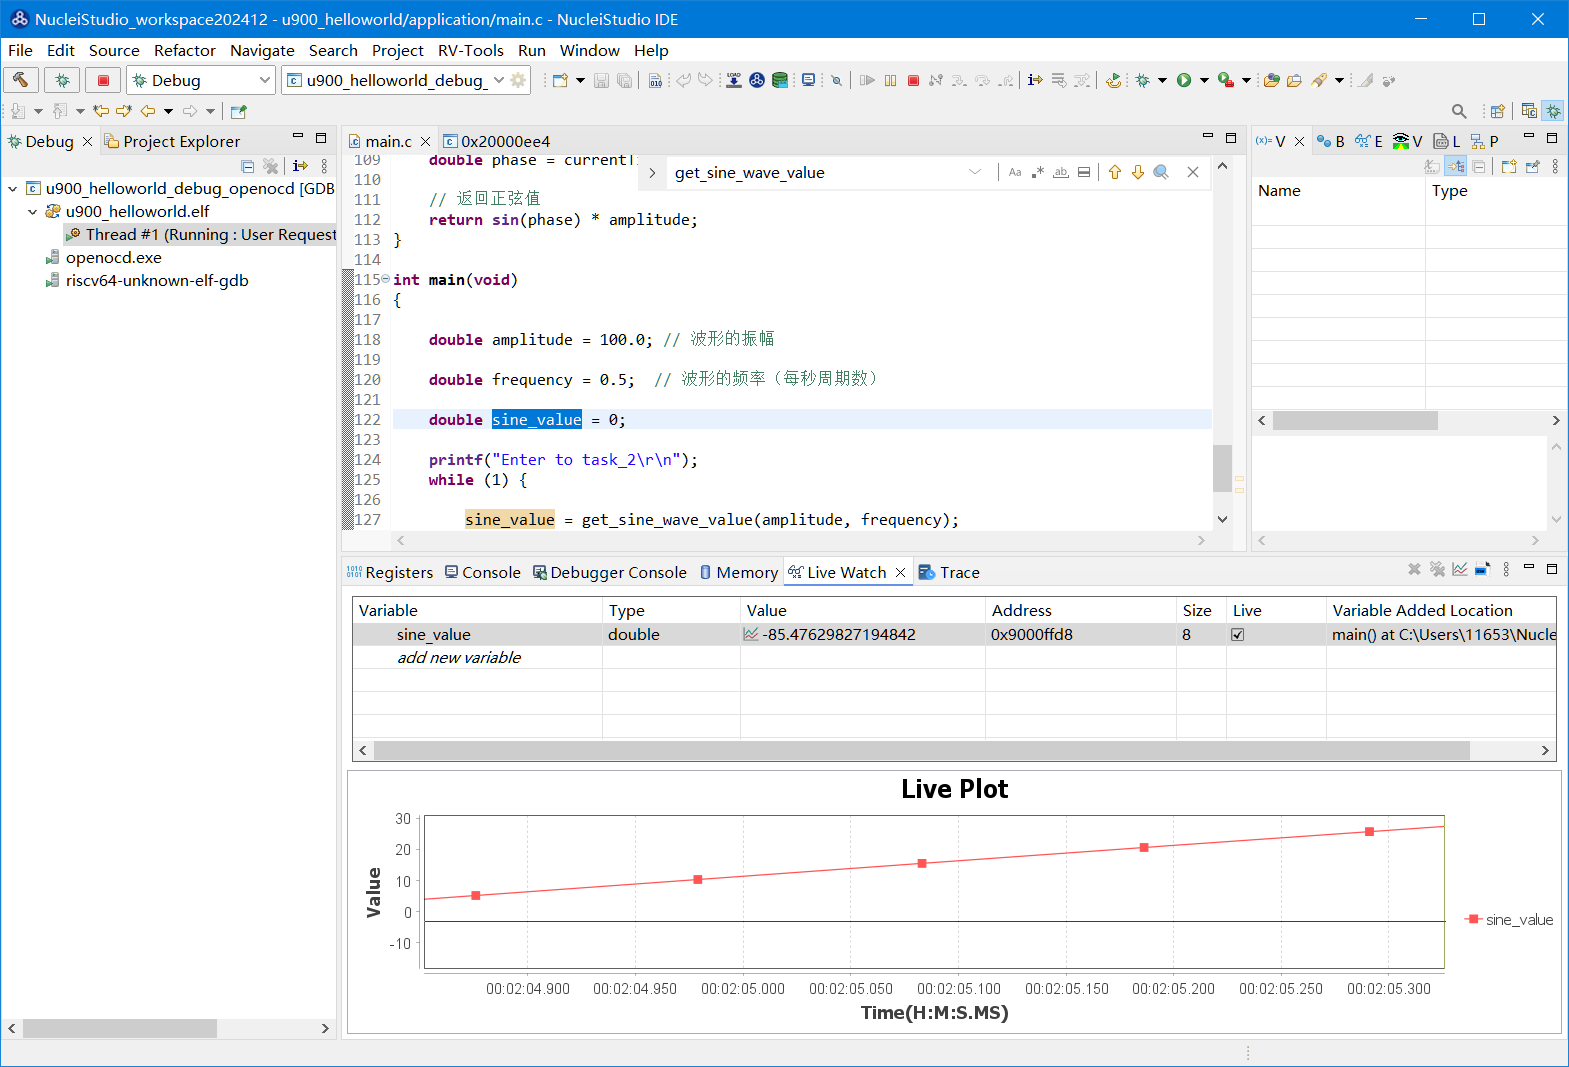 NucleiStudio_workspace202412 - u900_helloworld/application/main.c - NucleiStudio IDE
File Edit Source Refactor Navigate Search Project RV-Tools Run Window Help
Debug u900_helloworld_debug_
Debug Project Explorer
u900_helloworld_debug_openocd [GDB
u900_helloworld.elf
Thread #1 (Running : User Request
openocd.exe
riscv64-unknown-elf-gdb
main.c 0x20000ee4
get_sine_wave_value
109 double phase = currentTi
110
111 // 返回正弦值
112 return sin(phase) * amplitude;
113 }
114
115 int main(void)
116 {
117
118 double amplitude = 100.0; // 波形的振幅
119
120 double frequency = 0.5; // 波形的频率（每秒周期数）
121
122 double sine_value = 0;
123
124 printf("Enter to task_2\r\n");
125 while (1) {
126
127 sine_value = get_sine_wave_value(amplitude, frequency);
V B E V L P
Name Type
Registers Console Debugger Console Memory Live Watch Trace
Variable Type Value Address Size Live Variable Added Location
sine_value double -85.47629827194842 0x9000ffd8 8 main() at C:\Users\11653\Nucle
add new variable
Live Plot
30
20
10
0
-10
Value
00:02:04.900 00:02:04.950 00:02:05.000 00:02:05.050 00:02:05.100 00:02:05.150 00:02:05.200 00:02:05.250 00:02:05.300
Time(H:M:S.MS)
sine_value